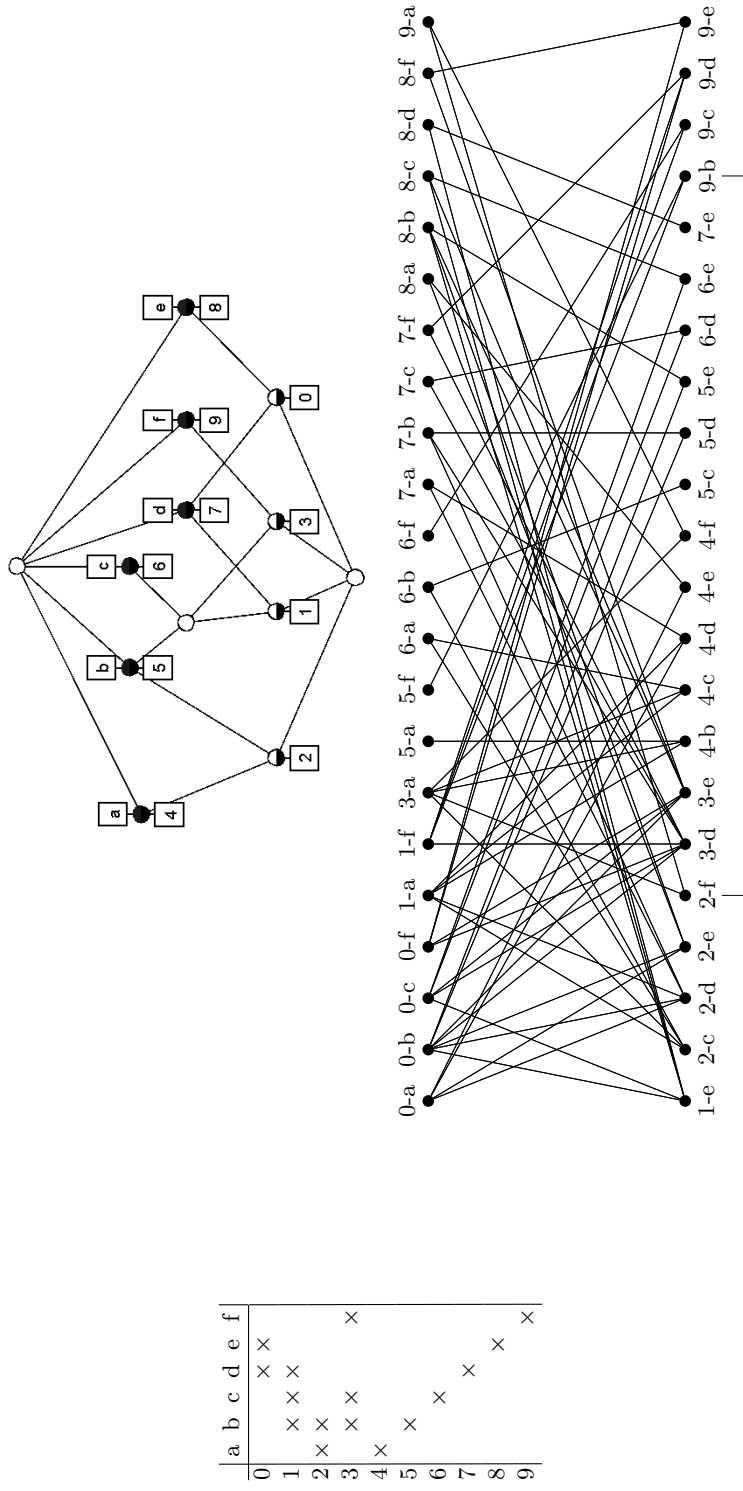 a
4
b
5
c
6
d
7
f
9
e
8
2
1
3
0
0-a 0-b 0-c 0-f 1-a 1-f 3-a 5-a 5-f 6-a 6-b 6-f 7-a 7-b 7-c 7-f 8-a 8-b 8-c 8-d 8-f 9-a
1-e 2-c 2-d 2-e 2-f 3-d 3-e 4-b 4-c 4-d 4-e 4-f 5-c 5-d 5-e 6-d 6-e 7-e 9-b 9-c 9-d 9-e
a b c d e f
0 × ×
1 × × ×
2 × ×
3 × × ×
4 ×
5 ×
6 ×
7 ×
8 ×
9 ×